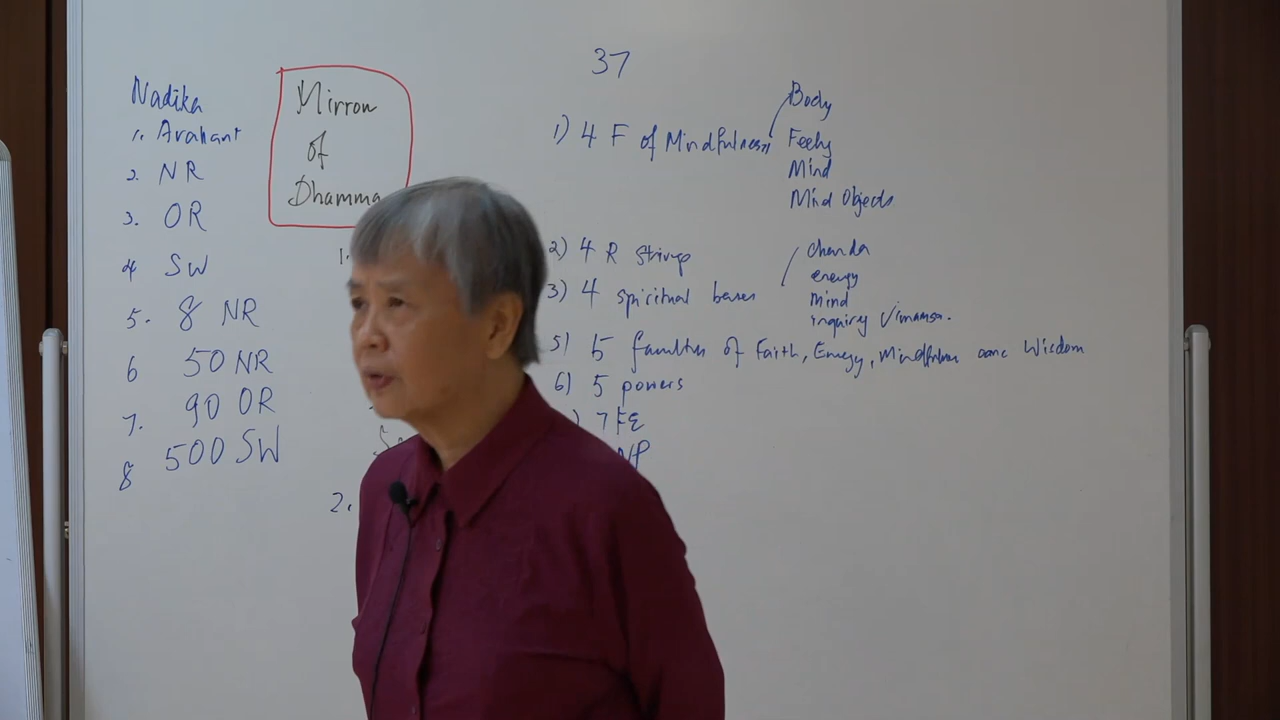 Nadika
1. Arahant
2. NR
3. OR
4 SW
5. 8 NR
6 50 NR
7. 90 OR
8 500 SW
Mirror
of
Dhamma
1.
2.
37
1) 4 F of Mindfulness
Body
Feelg
Mind
Mind Objects
2) 4 R Strivg
3) 4 spiritual bases
Chanda
energy
mind
inquiry Vimamsa.
5) 5 faculties of Faith, Energy, Mindfulness and Wisdom
6) 5 powers
) 7 FE
NP